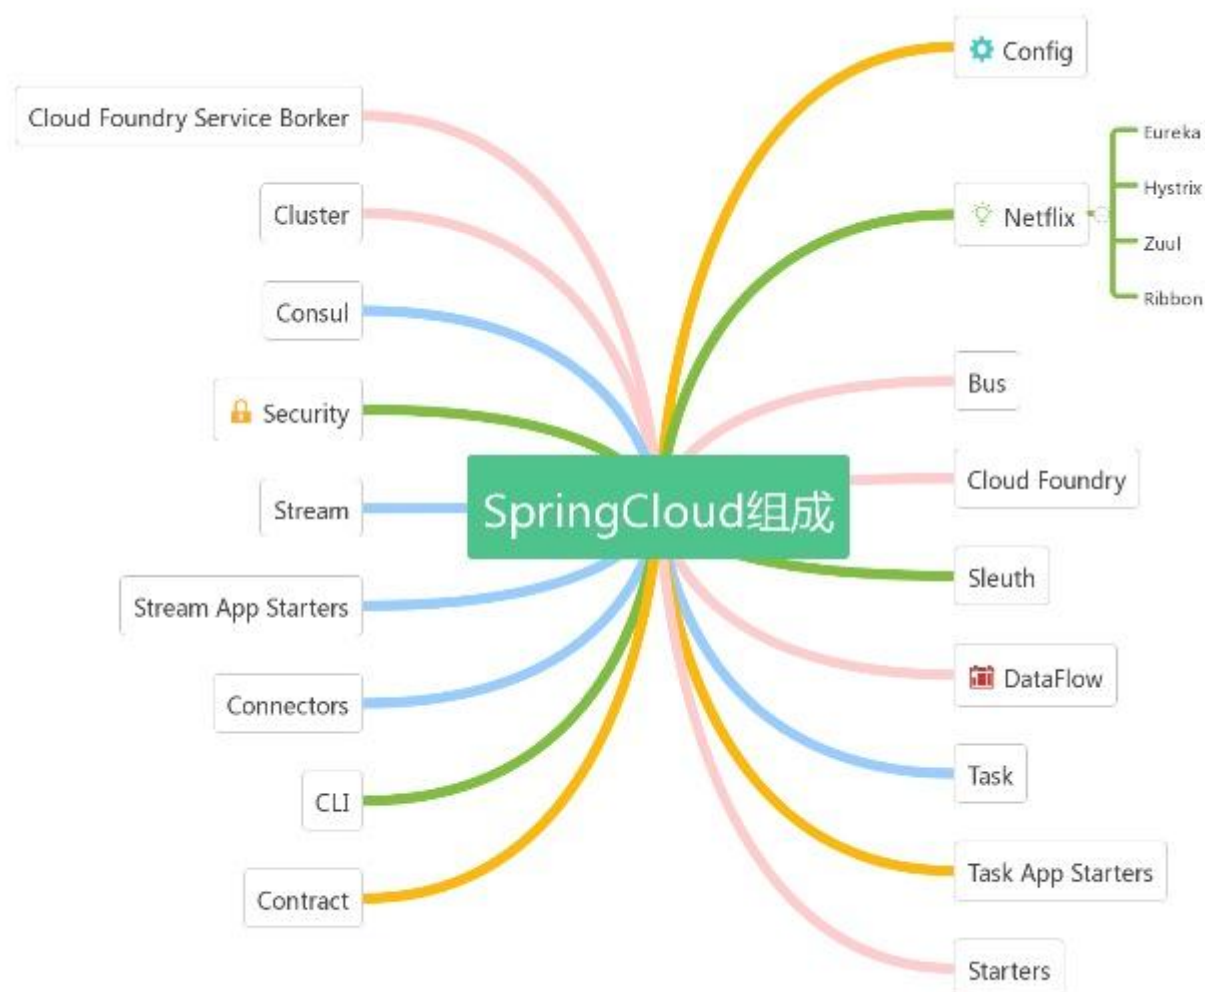 Config
Cloud Foundry Service Borker
Eureka
Hystrix
Cluster
Netflix
Zuul
Ribbon
Consul
Bus
Security
Cloud Foundry
Stream
SpringCloud组成
Sleuth
Stream App Starters
DataFlow
Connectors
Task
CLI
Task App Starters
Contract
Starters